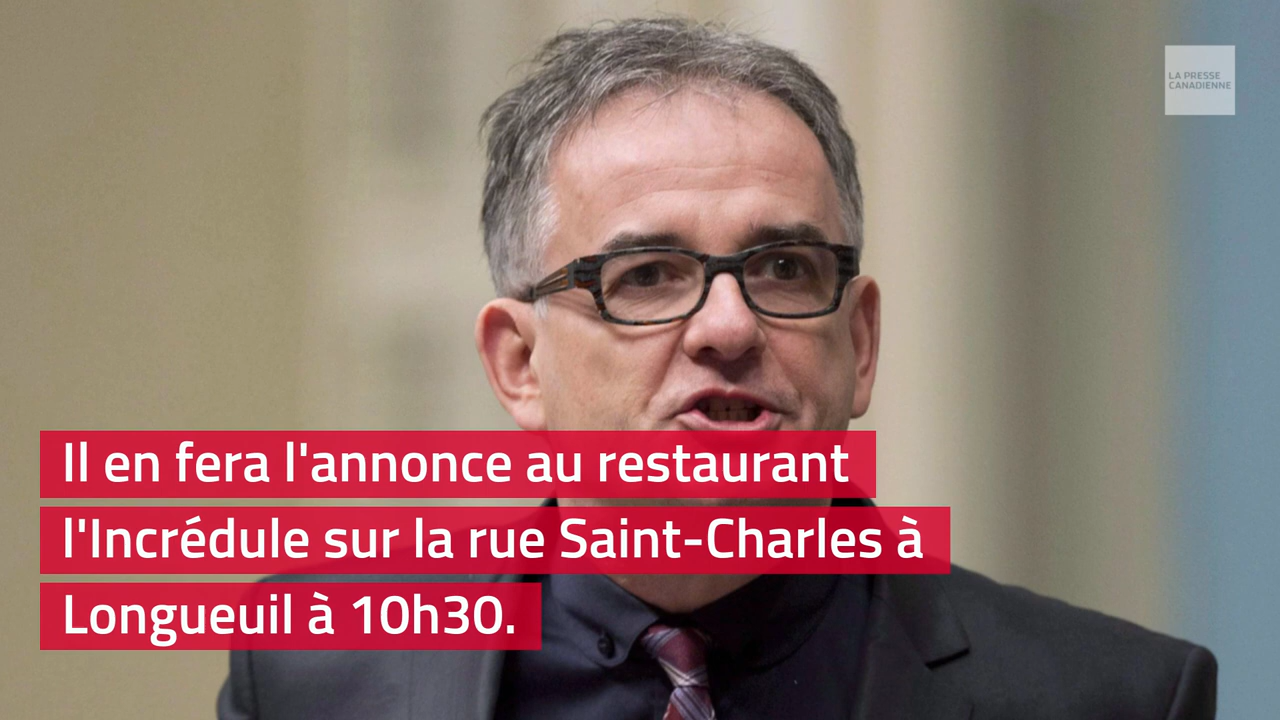 LA PRESSE
CANADIENNE
Il en fera l'annonce au restaurant
l'Incrédule sur la rue Saint-Charles à
Longueuil à 10h30.